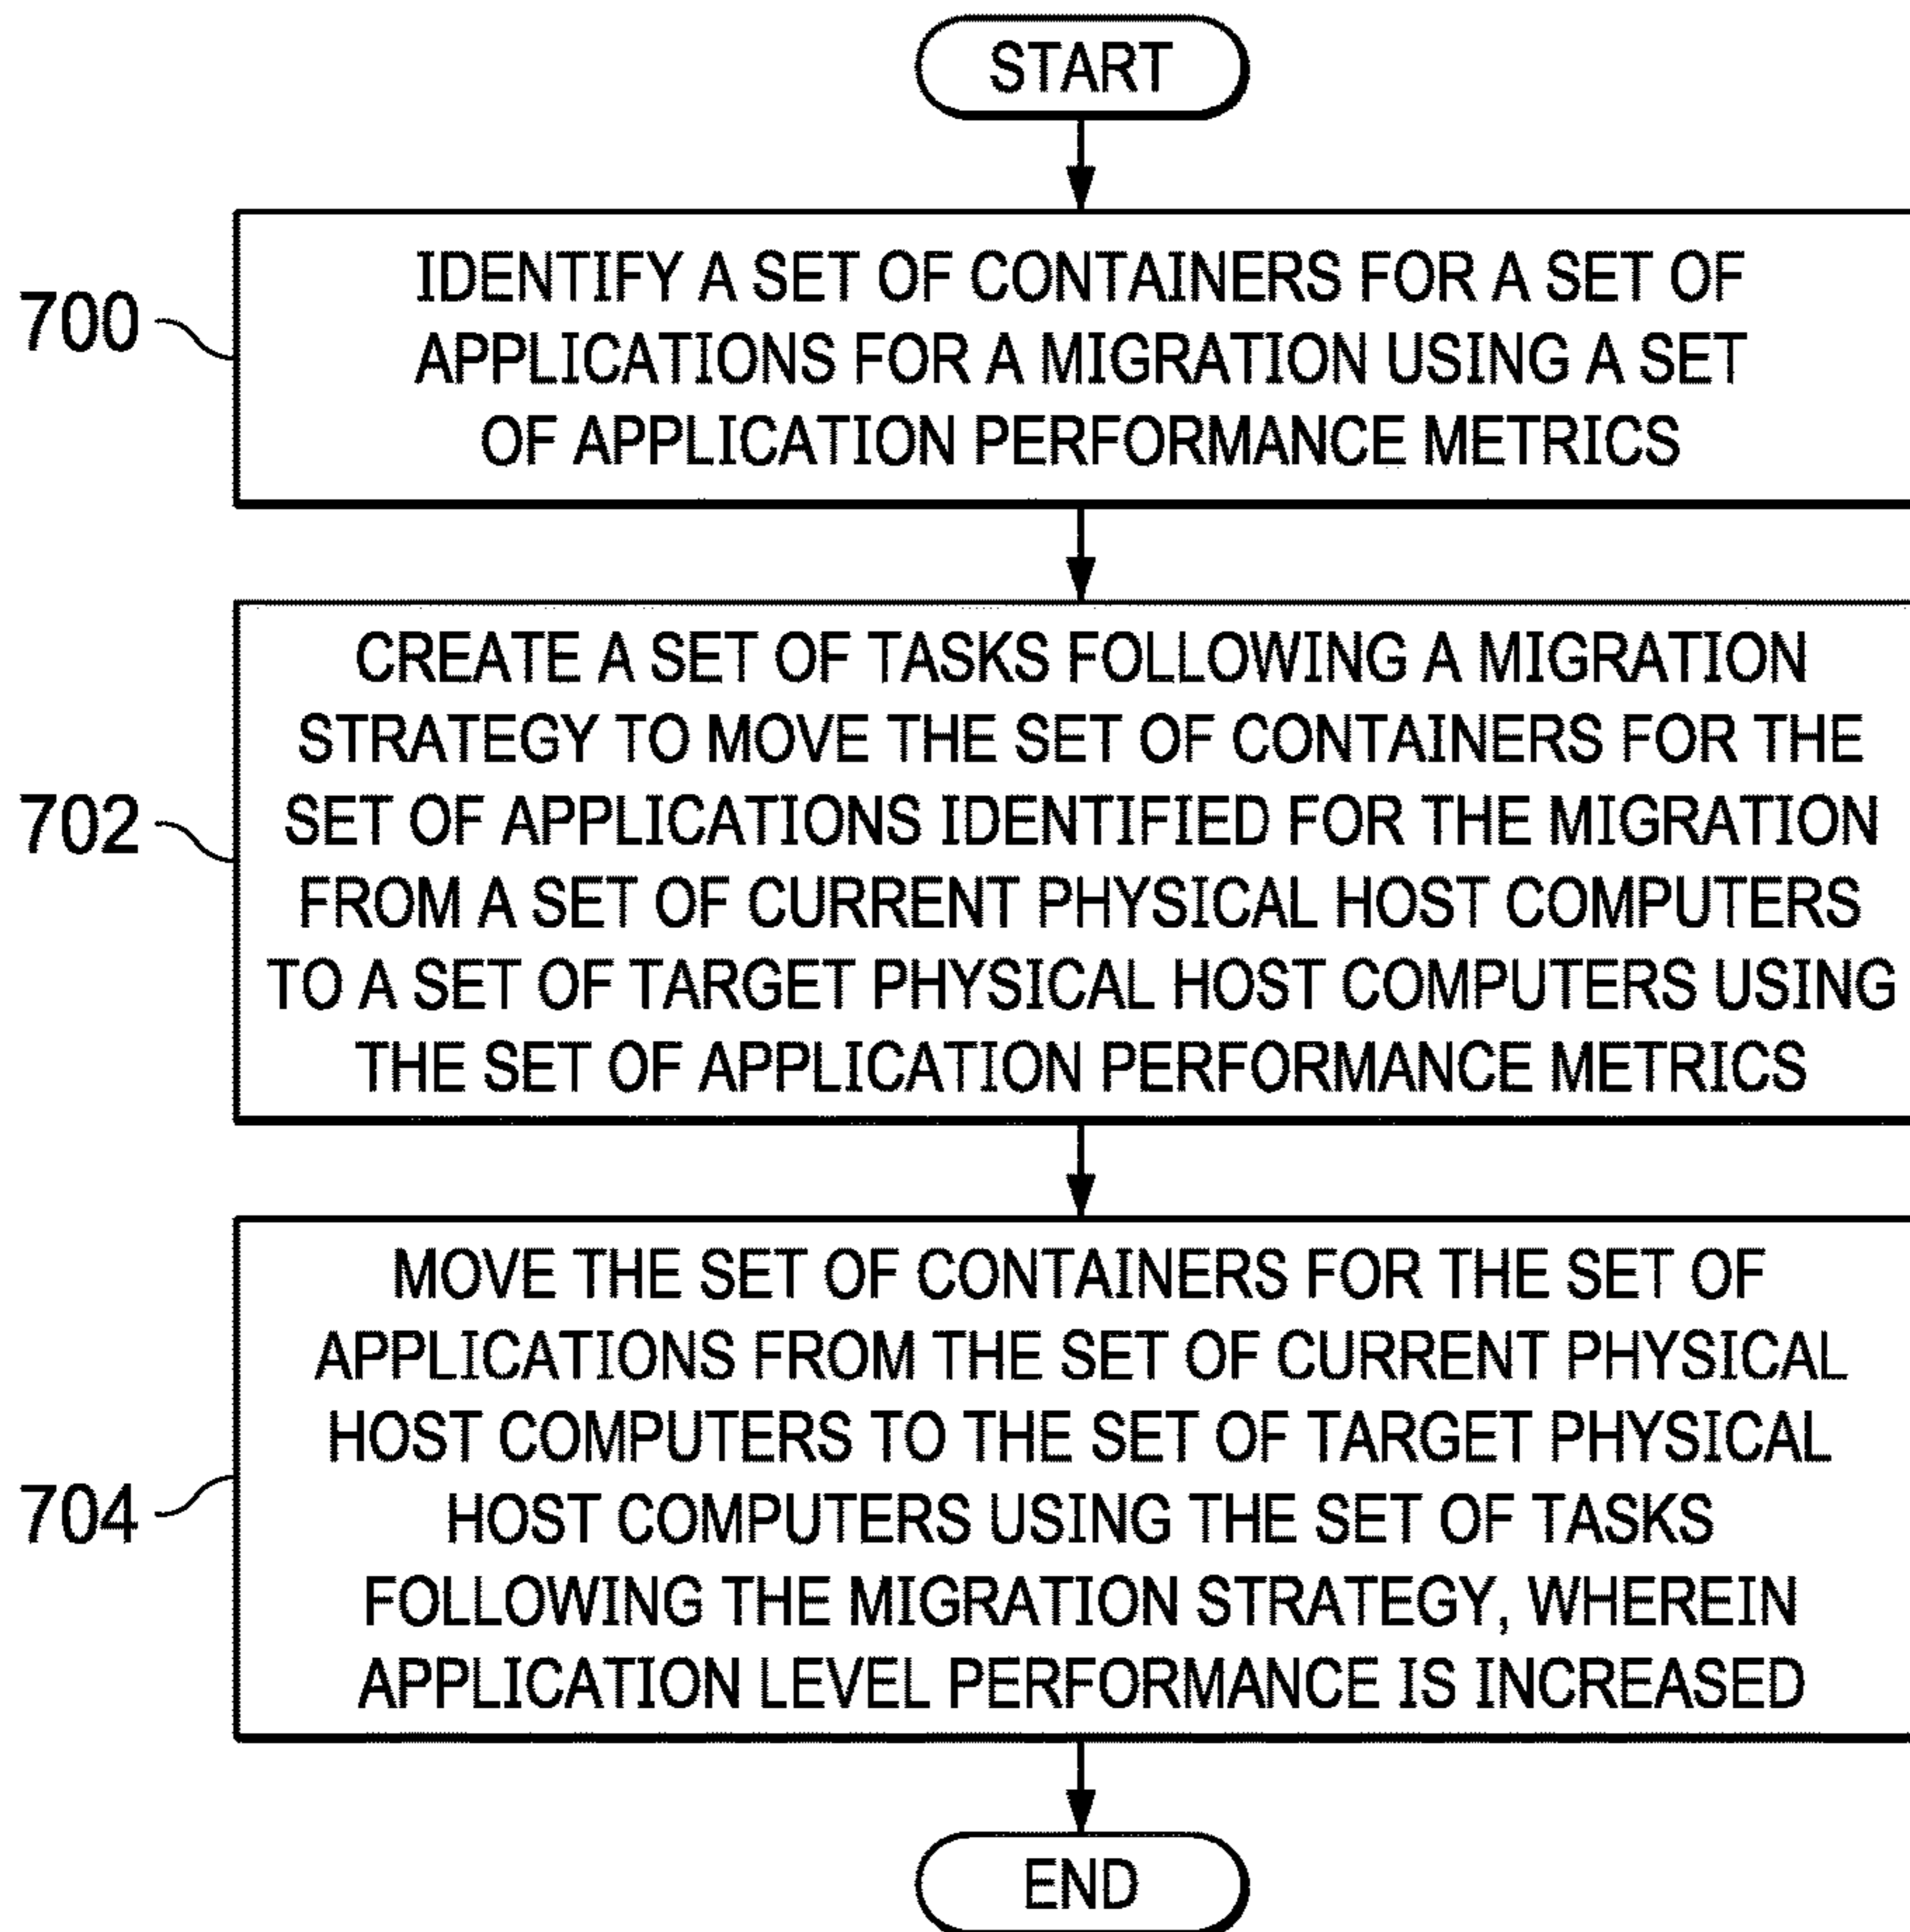 START
700
IDENTIFY A SET OF CONTAINERS FOR A SET OF
APPLICATIONS FOR A MIGRATION USING A SET
OF APPLICATION PERFORMANCE METRICS
702
CREATE A SET OF TASKS FOLLOWING A MIGRATION
STRATEGY TO MOVE THE SET OF CONTAINERS FOR THE
SET OF APPLICATIONS IDENTIFIED FOR THE MIGRATION
FROM A SET OF CURRENT PHYSICAL HOST COMPUTERS
TO A SET OF TARGET PHYSICAL HOST COMPUTERS USING
THE SET OF APPLICATION PERFORMANCE METRICS
704
MOVE THE SET OF CONTAINERS FOR THE SET OF
APPLICATIONS FROM THE SET OF CURRENT PHYSICAL
HOST COMPUTERS TO THE SET OF TARGET PHYSICAL
HOST COMPUTERS USING THE SET OF TASKS
FOLLOWING THE MIGRATION STRATEGY, WHEREIN
APPLICATION LEVEL PERFORMANCE IS INCREASED
END